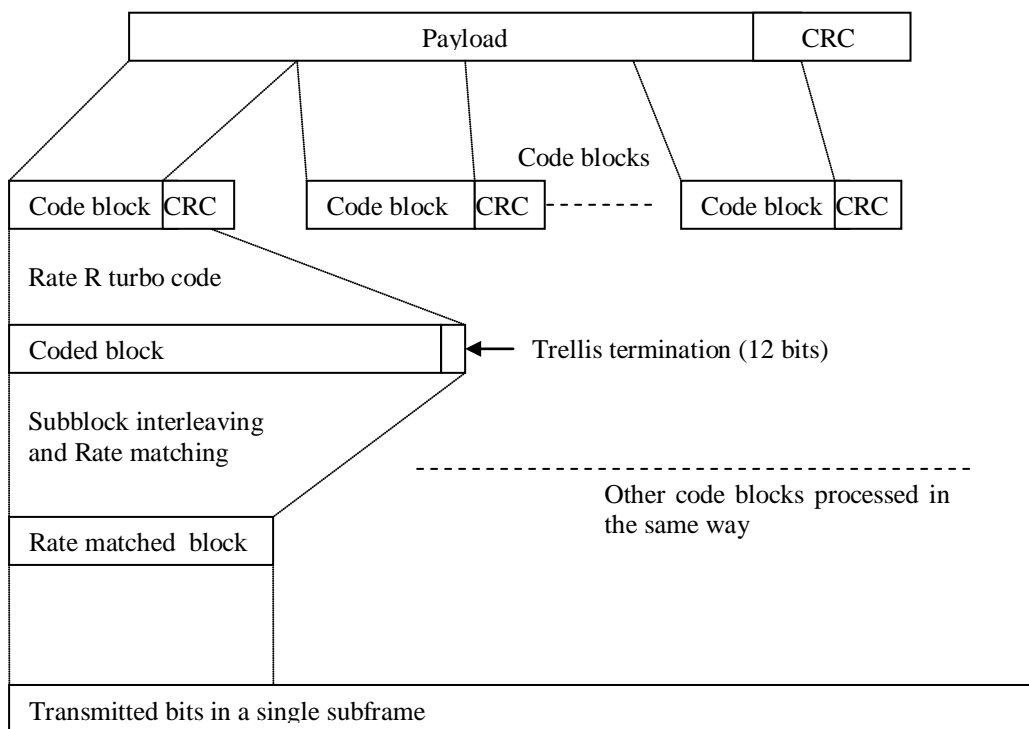 Payload
CRC
Code blocks
Code block
CRC
Code block
CRC
Code block
CRC
Rate R turbo code
Coded block
Trellis termination (12 bits)
Subblock interleaving
and Rate matching
Other code blocks processed in
the same way
Rate matched block
Transmitted bits in a single subframe